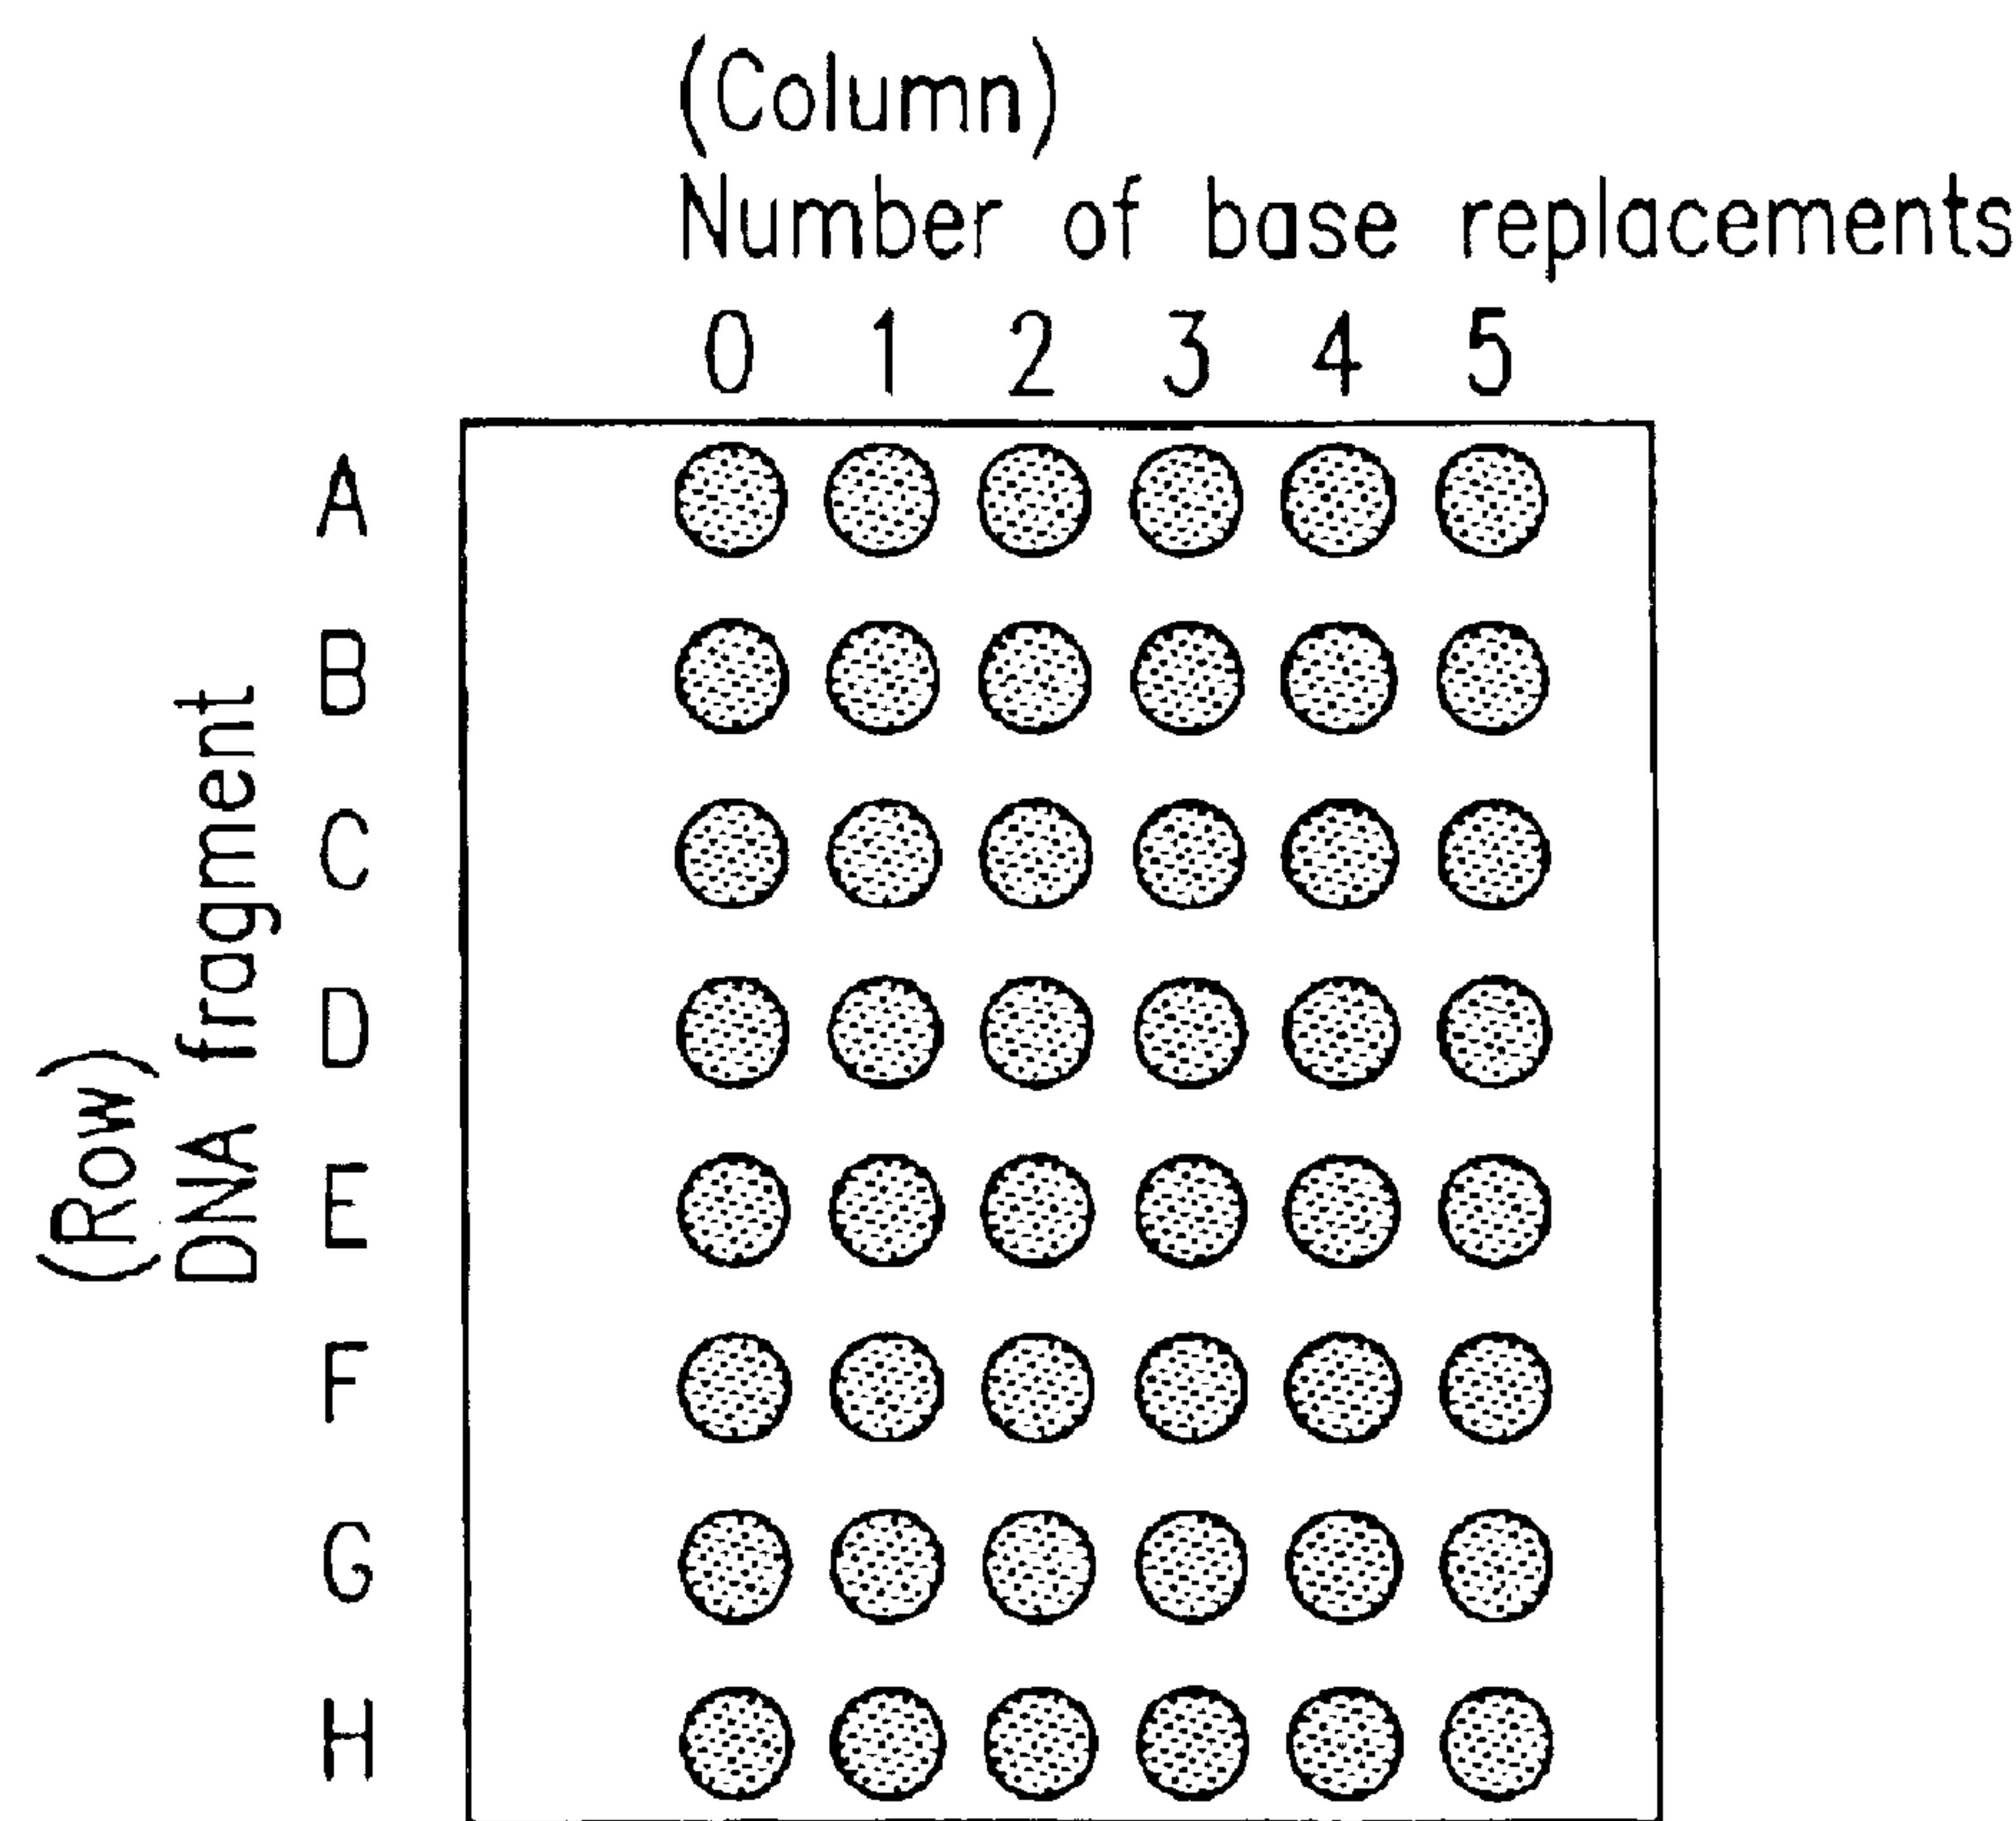 (Column)
Number of base replacements
0 1 2 3 4 5
(Row)
DNA fragment
A
B
C
D
E
F
G
H